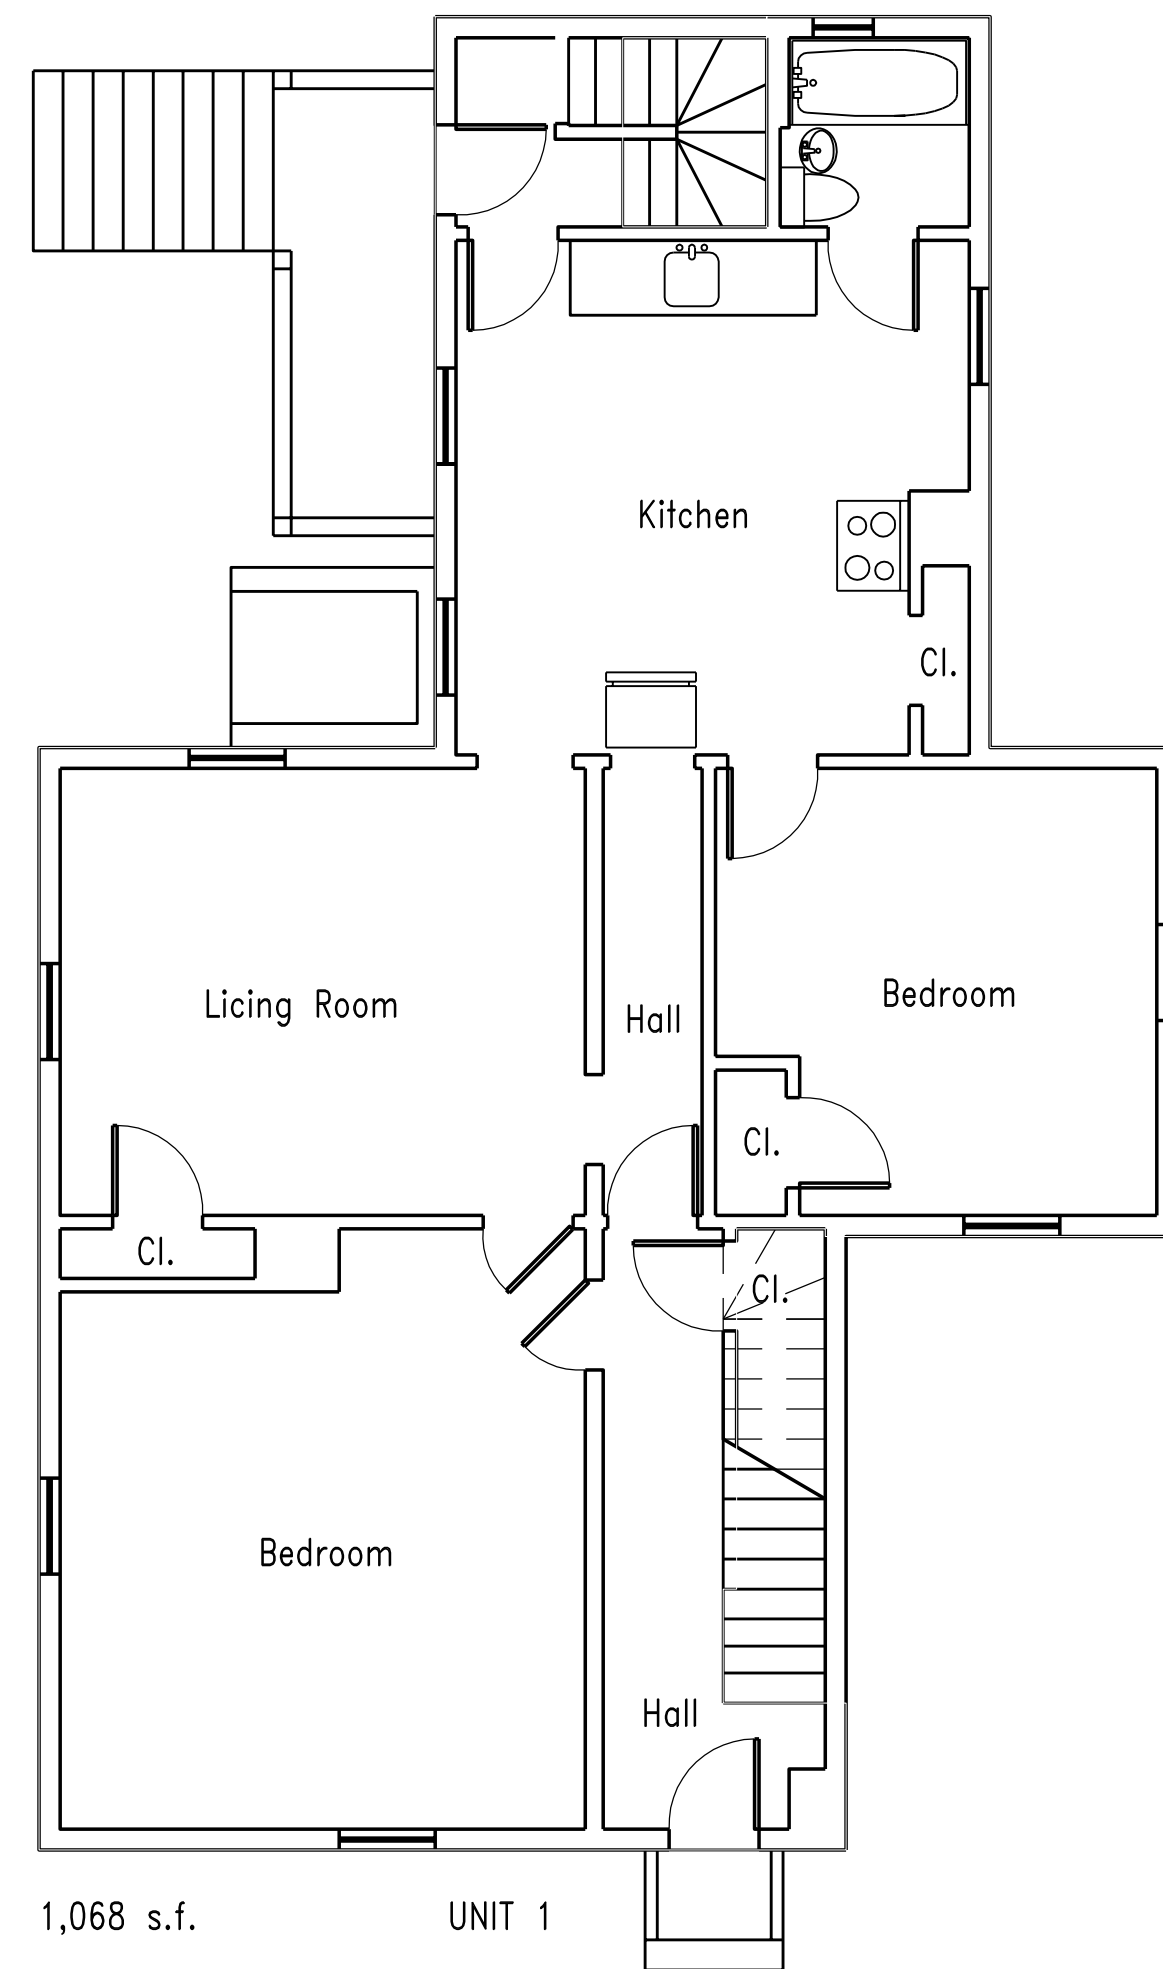 Kitchen
Cl.
Licing Room
Hall
Bedroom
Cl.
Cl.
Cl.
Bedroom
Hall
1,068 s.f.
UNIT 1